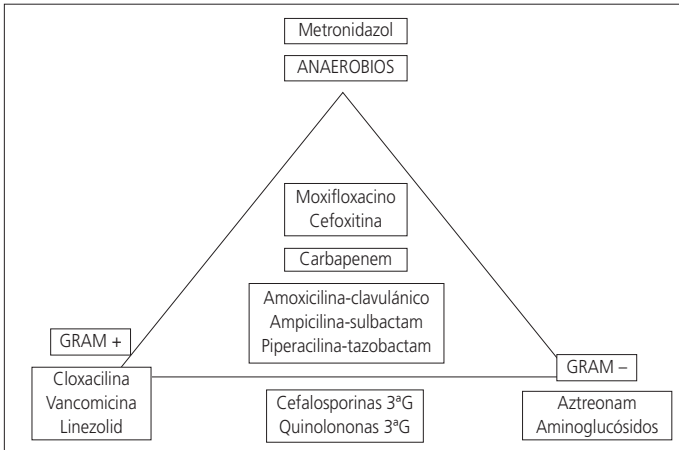 Metronidazol
ANAEROBIOS
Moxifloxacino
Cefoxitina
Carbapenem
Amoxicilina-clavulánico
Ampicilina-sulbactam
Piperacilina-tazobactam
GRAM +
Cloxacilina
Vancomicina
Linezolid
Cefalosporinas 3ªG
Quinolononas 3ªG
GRAM –
Aztreonam
Aminoglucósidos